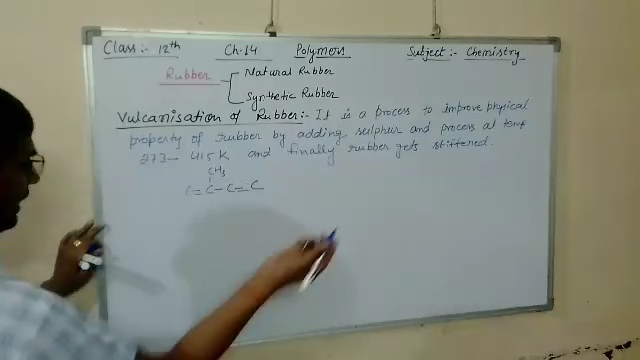 Class:- 12th Ch-14 Polymers Subject:- Chemistry
Rubber Natural Rubber
Synthetic Rubber
Vulcanisation of Rubber:- It is a process to improve physical
property of rubber by adding sulphur and process at temp
273- 415 K and finally rubber gets stiffened.
CH3
C=C-C=C